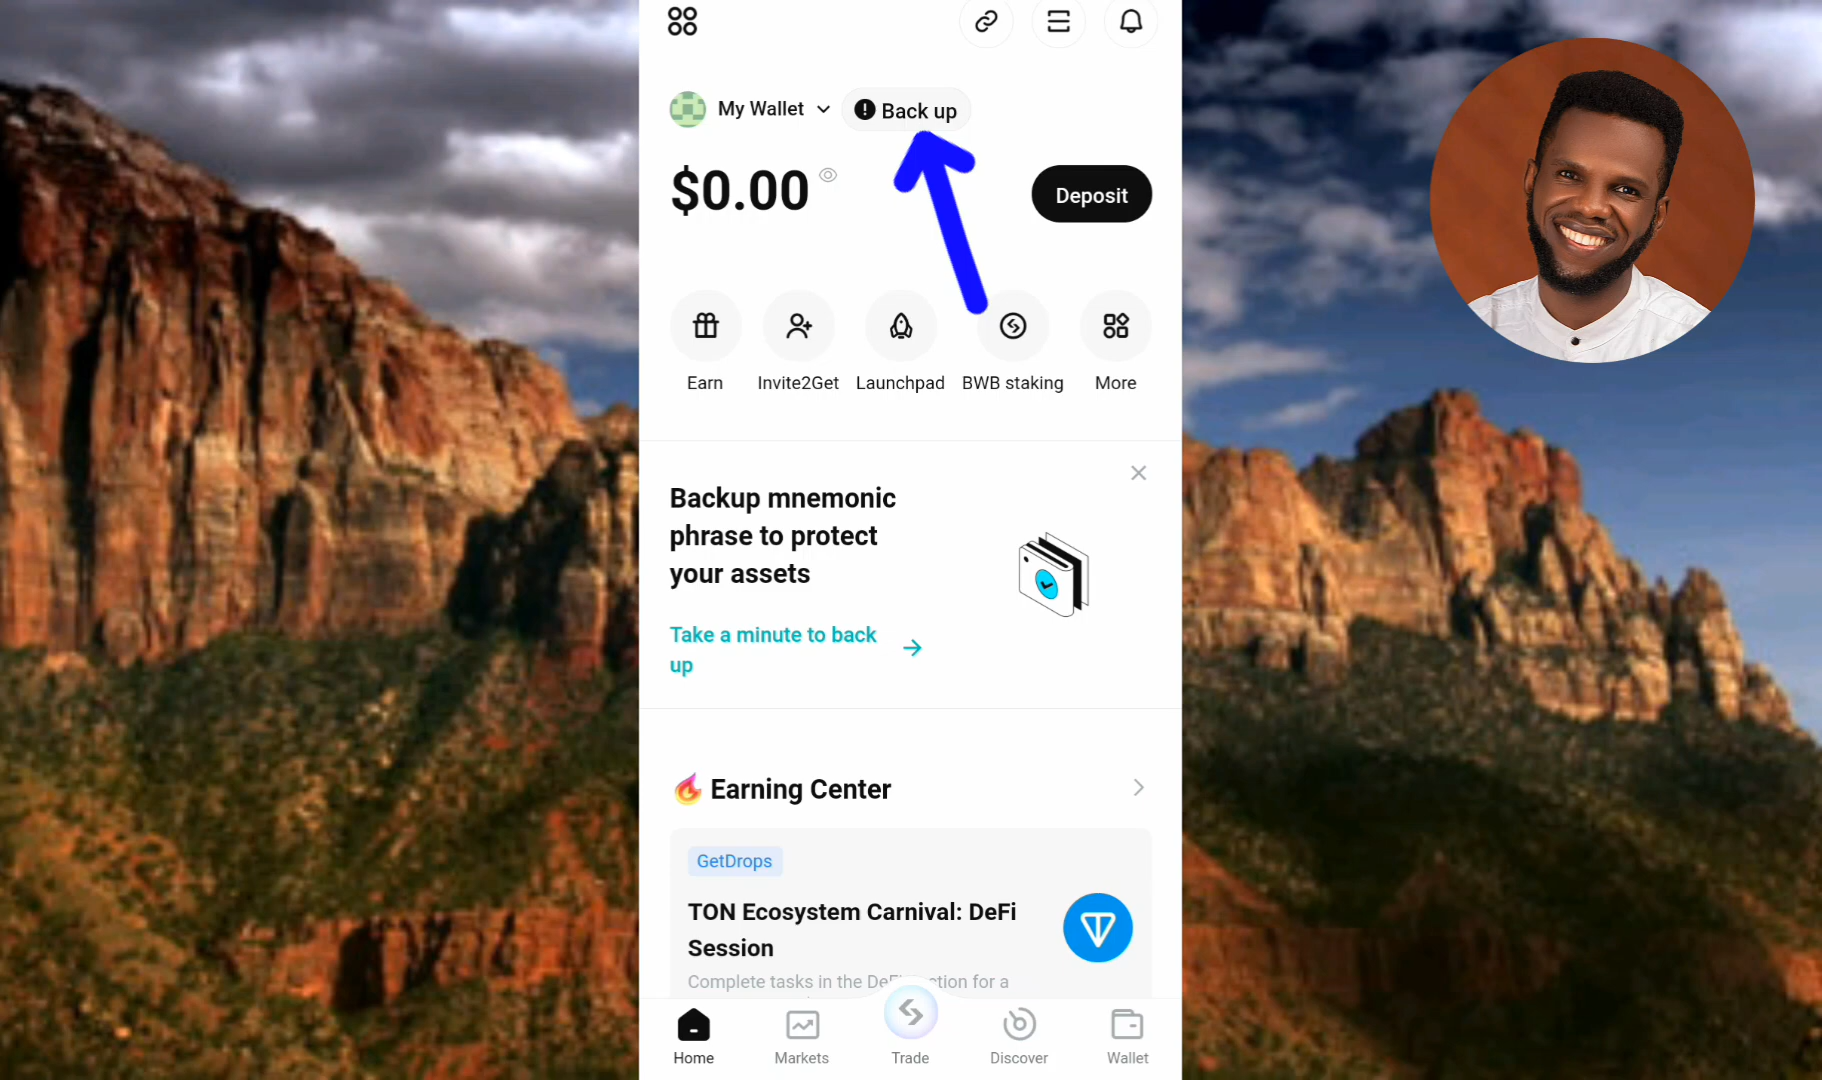 My Wallet
Back up
$0.00
Deposit
Earn
Invite2Get
Launchpad
BWB staking
More
Backup mnemonic
phrase to protect
your assets
Take a minute to back
up
Earning Center
GetDrops
TON Ecosystem Carnival: DeFi
Session
Complete tasks in the for a
Home
Markets
Trade
Discover
Wallet